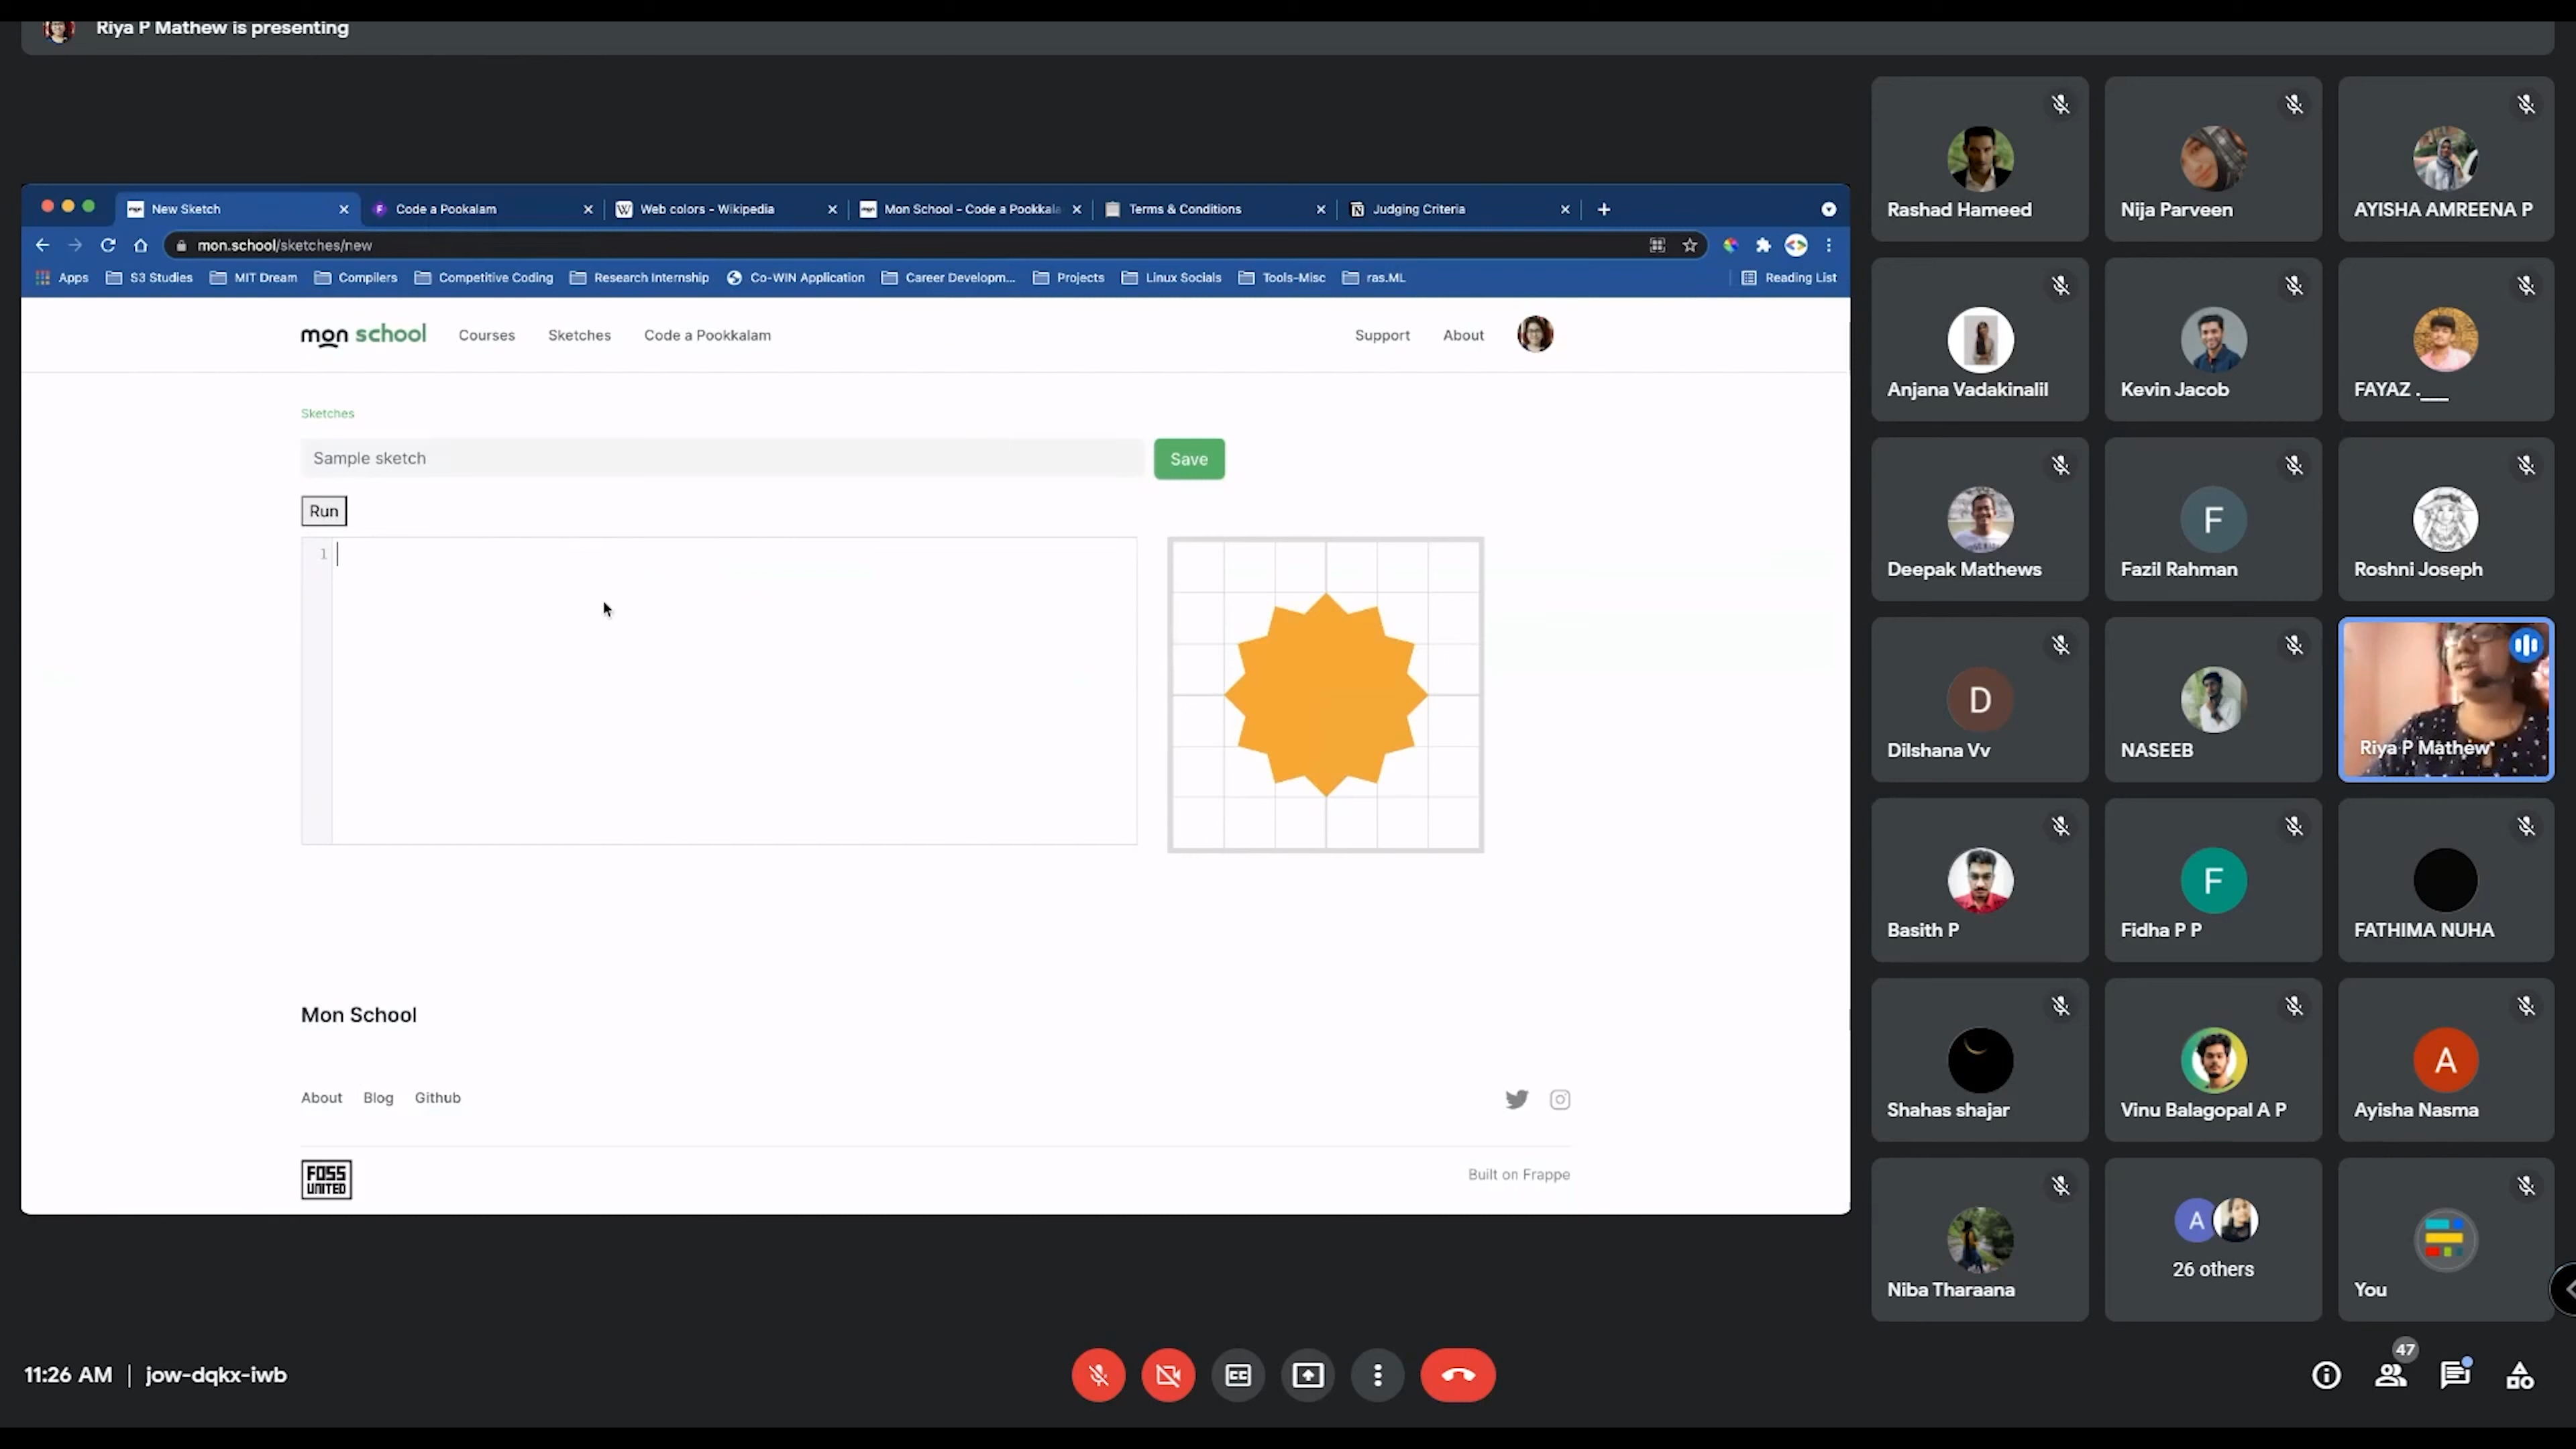 Riya P Mathew is presenting
New Sketch
Code a Pookalam
Web colors - Wikipedia
Mon School - Code a Pookkala
Terms & Conditions
Judging Criteria
mon.school/sketches/new
Apps
S3 Studies
MIT Dream
Compilers
Competitive Coding
Research Internship
Co-WIN Application
Career Developm...
Projects
Linux Socials
Tools-Misc
ras.ML
Reading List
mon school
Courses
Sketches
Code a Pookkalam
Support
About
Sketches
Sample sketch
Save
Run
1
Mon School
About
Blog
Github
FOSS
UNITED
Built on Frappe
Rashad Hameed
Nija Parveen
AYISHA AMREENA P
Anjana Vadakinalil
Kevin Jacob
FAYAZ .___
Deepak Mathews
F
Fazil Rahman
Roshni Joseph
D
Dilshana Vv
NASEEB
Riya P Mathew
Basith P
F
Fidha P P
FATHIMA NUHA
Shahas shajar
Vinu Balagopal A P
A
Ayisha Nasma
Niba Tharaana
A
26 others
You
11:26 AM | jow-dqkx-iwb
CC
47